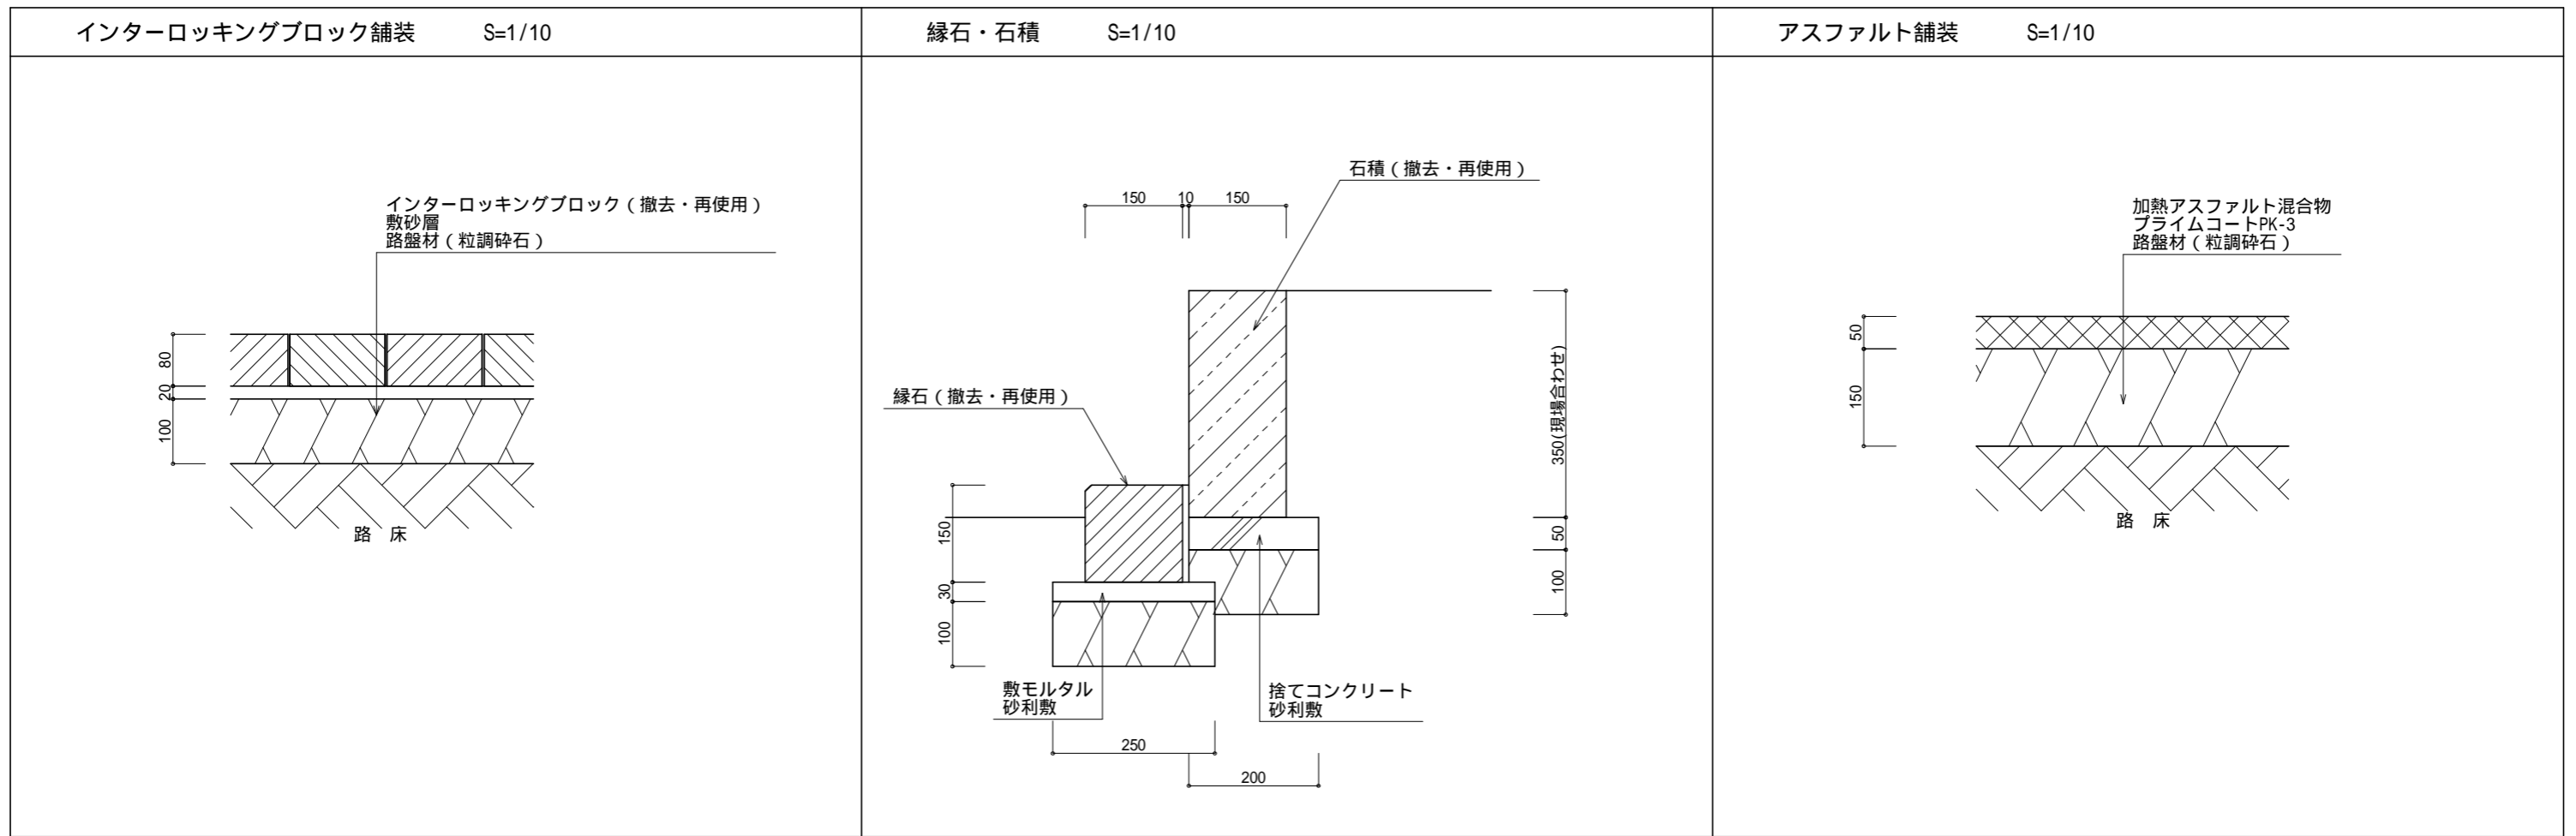 インターロッキングブロック舗装 S=1/10
インターロッキングブロック（撤去・再使用）
敷砂層
路盤材（粒調砕石）
80
20
100
路 床
縁石・石積 S=1/10
石積（撤去・再使用）
150 10 150
縁石（撤去・再使用）
350(現場合わせ)
150
30
100
50
100
敷モルタル
砂利敷
捨てコンクリート
砂利敷
250
200
アスファルト舗装 S=1/10
加熱アスファルト混合物
プライムコートPK-3
路盤材（粒調砕石）
50
150
路 床